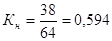 Kн = 38/64 = 0,594